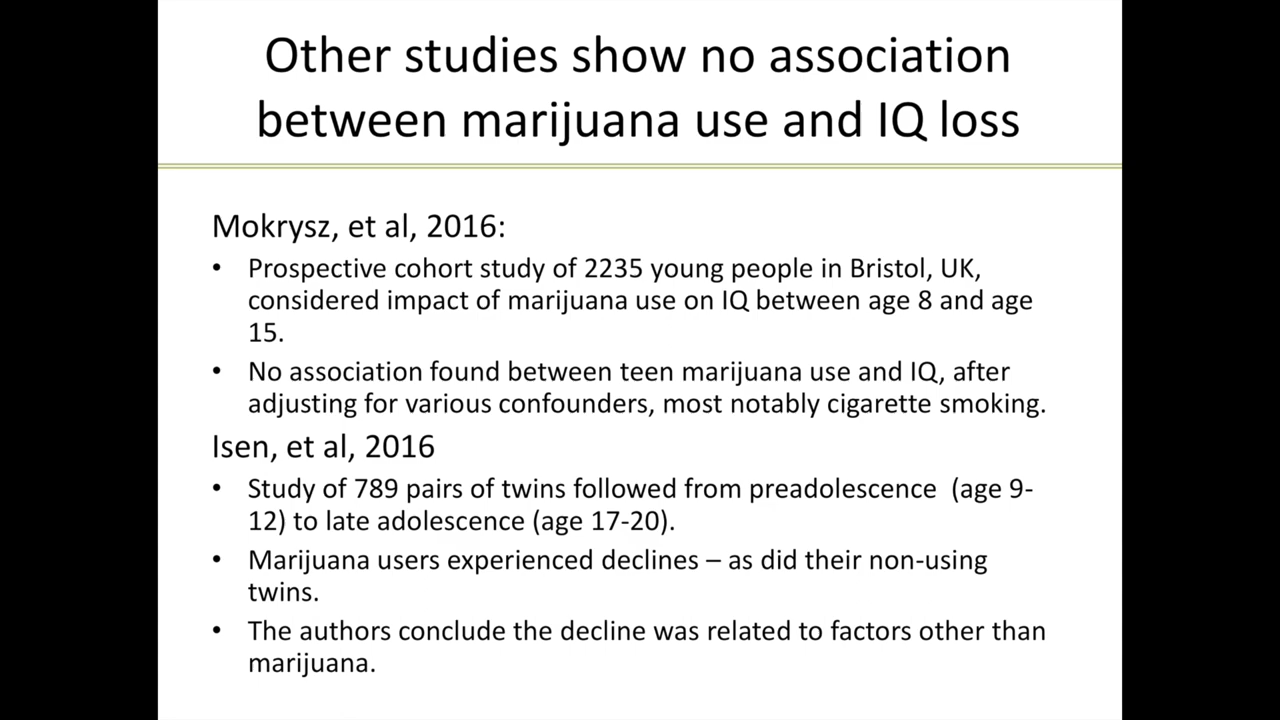 Other studies show no association
between marijuana use and IQ loss
Mokrysz, et al, 2016:
• Prospective cohort study of 2235 young people in Bristol, UK,
considered impact of marijuana use on IQ between age 8 and age
15.
• No association found between teen marijuana use and IQ, after
adjusting for various confounders, most notably cigarette smoking.
Isen, et al, 2016
• Study of 789 pairs of twins followed from preadolescence  (age 9-
12) to late adolescence (age 17-20).
• Marijuana users experienced declines – as did their non-using
twins.
• The authors conclude the decline was related to factors other than
marijuana.